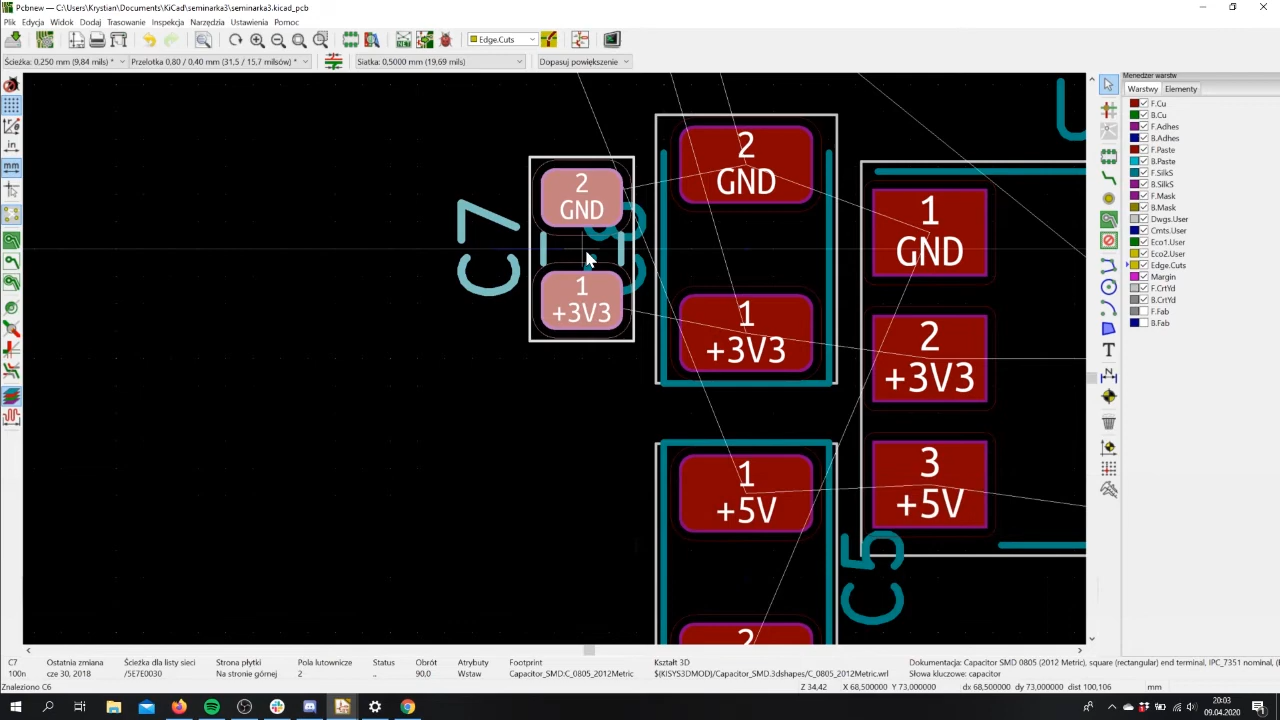 Pcbnew — C:\Users\Krystian\Documents\KiCad\seminarka3\seminarka3.kicad_pcb
Plik Edycja Widok Dodaj Trasowanie Inspekcja Narzędzia Ustawienia Pomoc
Edge.Cuts
Ścieżka: 0.250 mm (9,84 mils) * Przelotka 0,80 / 0,40 mm (31,5 / 15,7 milsów) * Siatka: 0,5000 mm (19,69 mils) Dopasuj powiększenie
Menedżer warstw
Warstwy Elementy
F.Cu
B.Cu
F.Adhes
B.Adhes
F.Paste
B.Paste
F.SilkS
B.SilkS
F.Mask
B.Mask
Dwgs.User
Cmts.User
Eco1.User
Eco2.User
Edge.Cuts
Margin
F.CrtYd
B.CrtYd
F.Fab
B.Fab
in
mm
C7
2
GND
1
+3V3
2
GND
1
+3V3
1
+5V
2
1
GND
2
+3V3
3
+5V
C5
C7 Ostatnia zmiana Ścieżka dla listy sieci Strona płytki Pola lutownicze Status Obrót Atrybuty Footprint Kształt 3D Dokumentacja: Capacitor SMD 0805 (2012 Metric), square (rectangular) end terminal, IPC_7351 nominal,
100n cze 30, 2018 /5E7E0030 Na stronie górnej 2 .. 90,0 Wstaw Capacitor_SMD:C_0805_2012Metric $(KISYS3DMOD)/Capacitor_SMD.3dshapes/C_0805_2012Metric.wrl Słowa kluczowe: capacitor
Znaleziono C6 Z 34,42 X 68,500000 Y 73,000000 dx 68,500000 dy 73,000000 dist 100,106 mm
20:03
09.04.2020